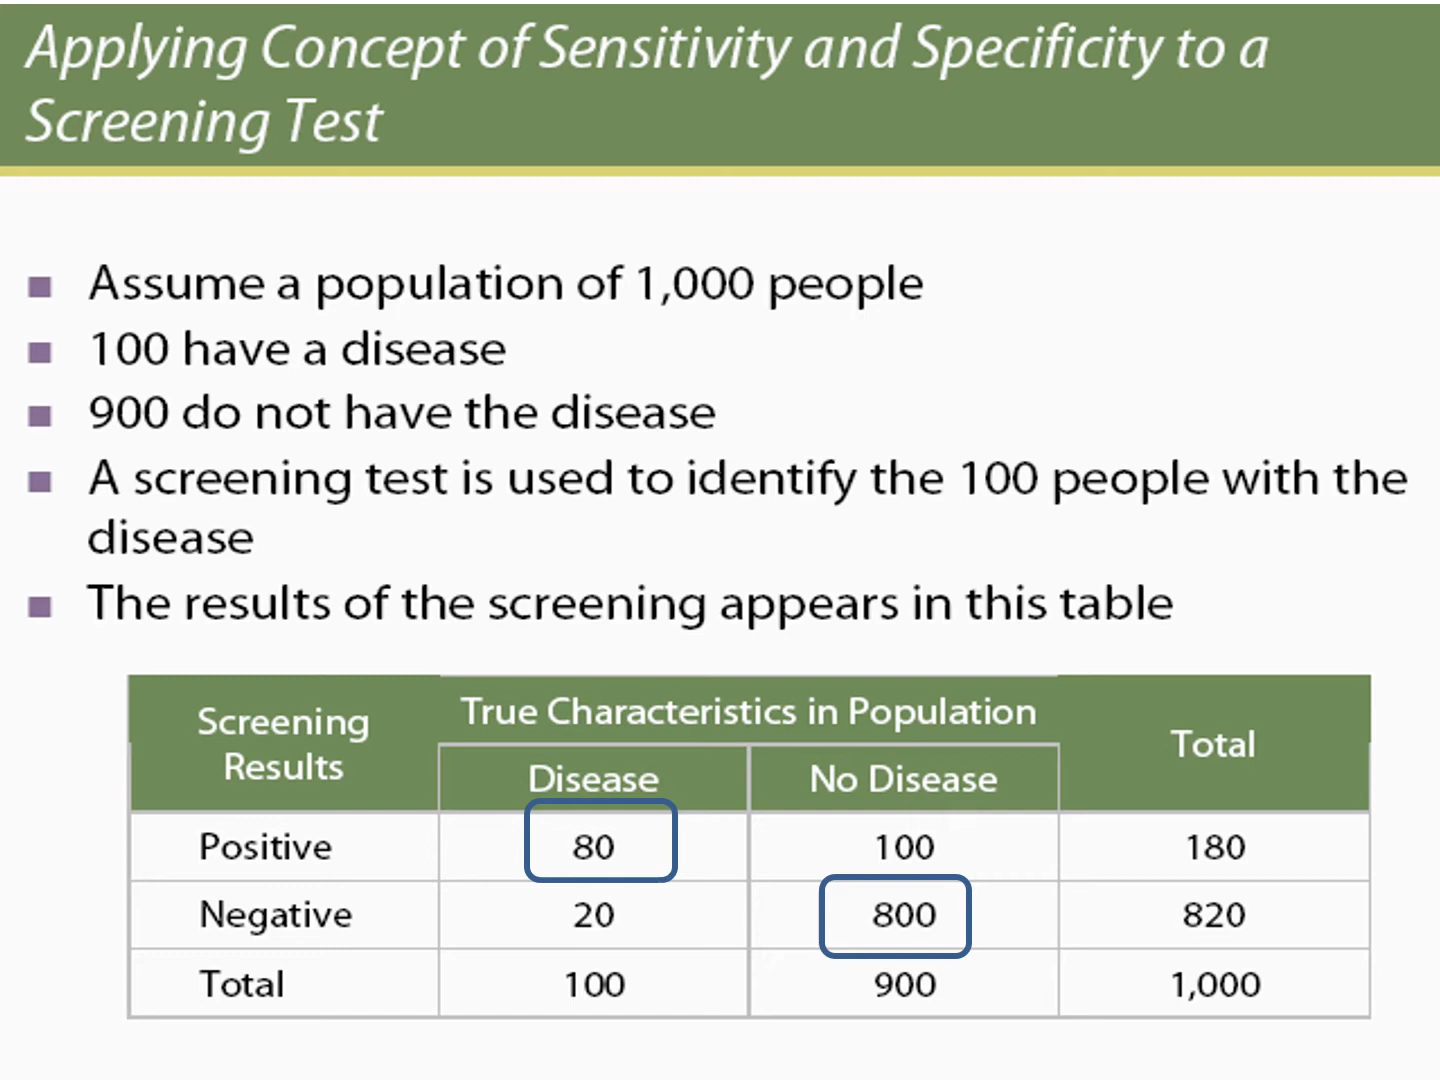 Applying Concept of Sensitivity and Specificity to a
Screening Test
Assume a population of 1,000 people
100 have a disease
900 do not have the disease
A screening test is used to identify the 100 people with the
disease
The results of the screening appears in this table
Screening
Results
True Characteristics in Population
Total
Disease
No Disease
Positive 80 100 180
Negative 20 800 820
Total 100 900 1,000